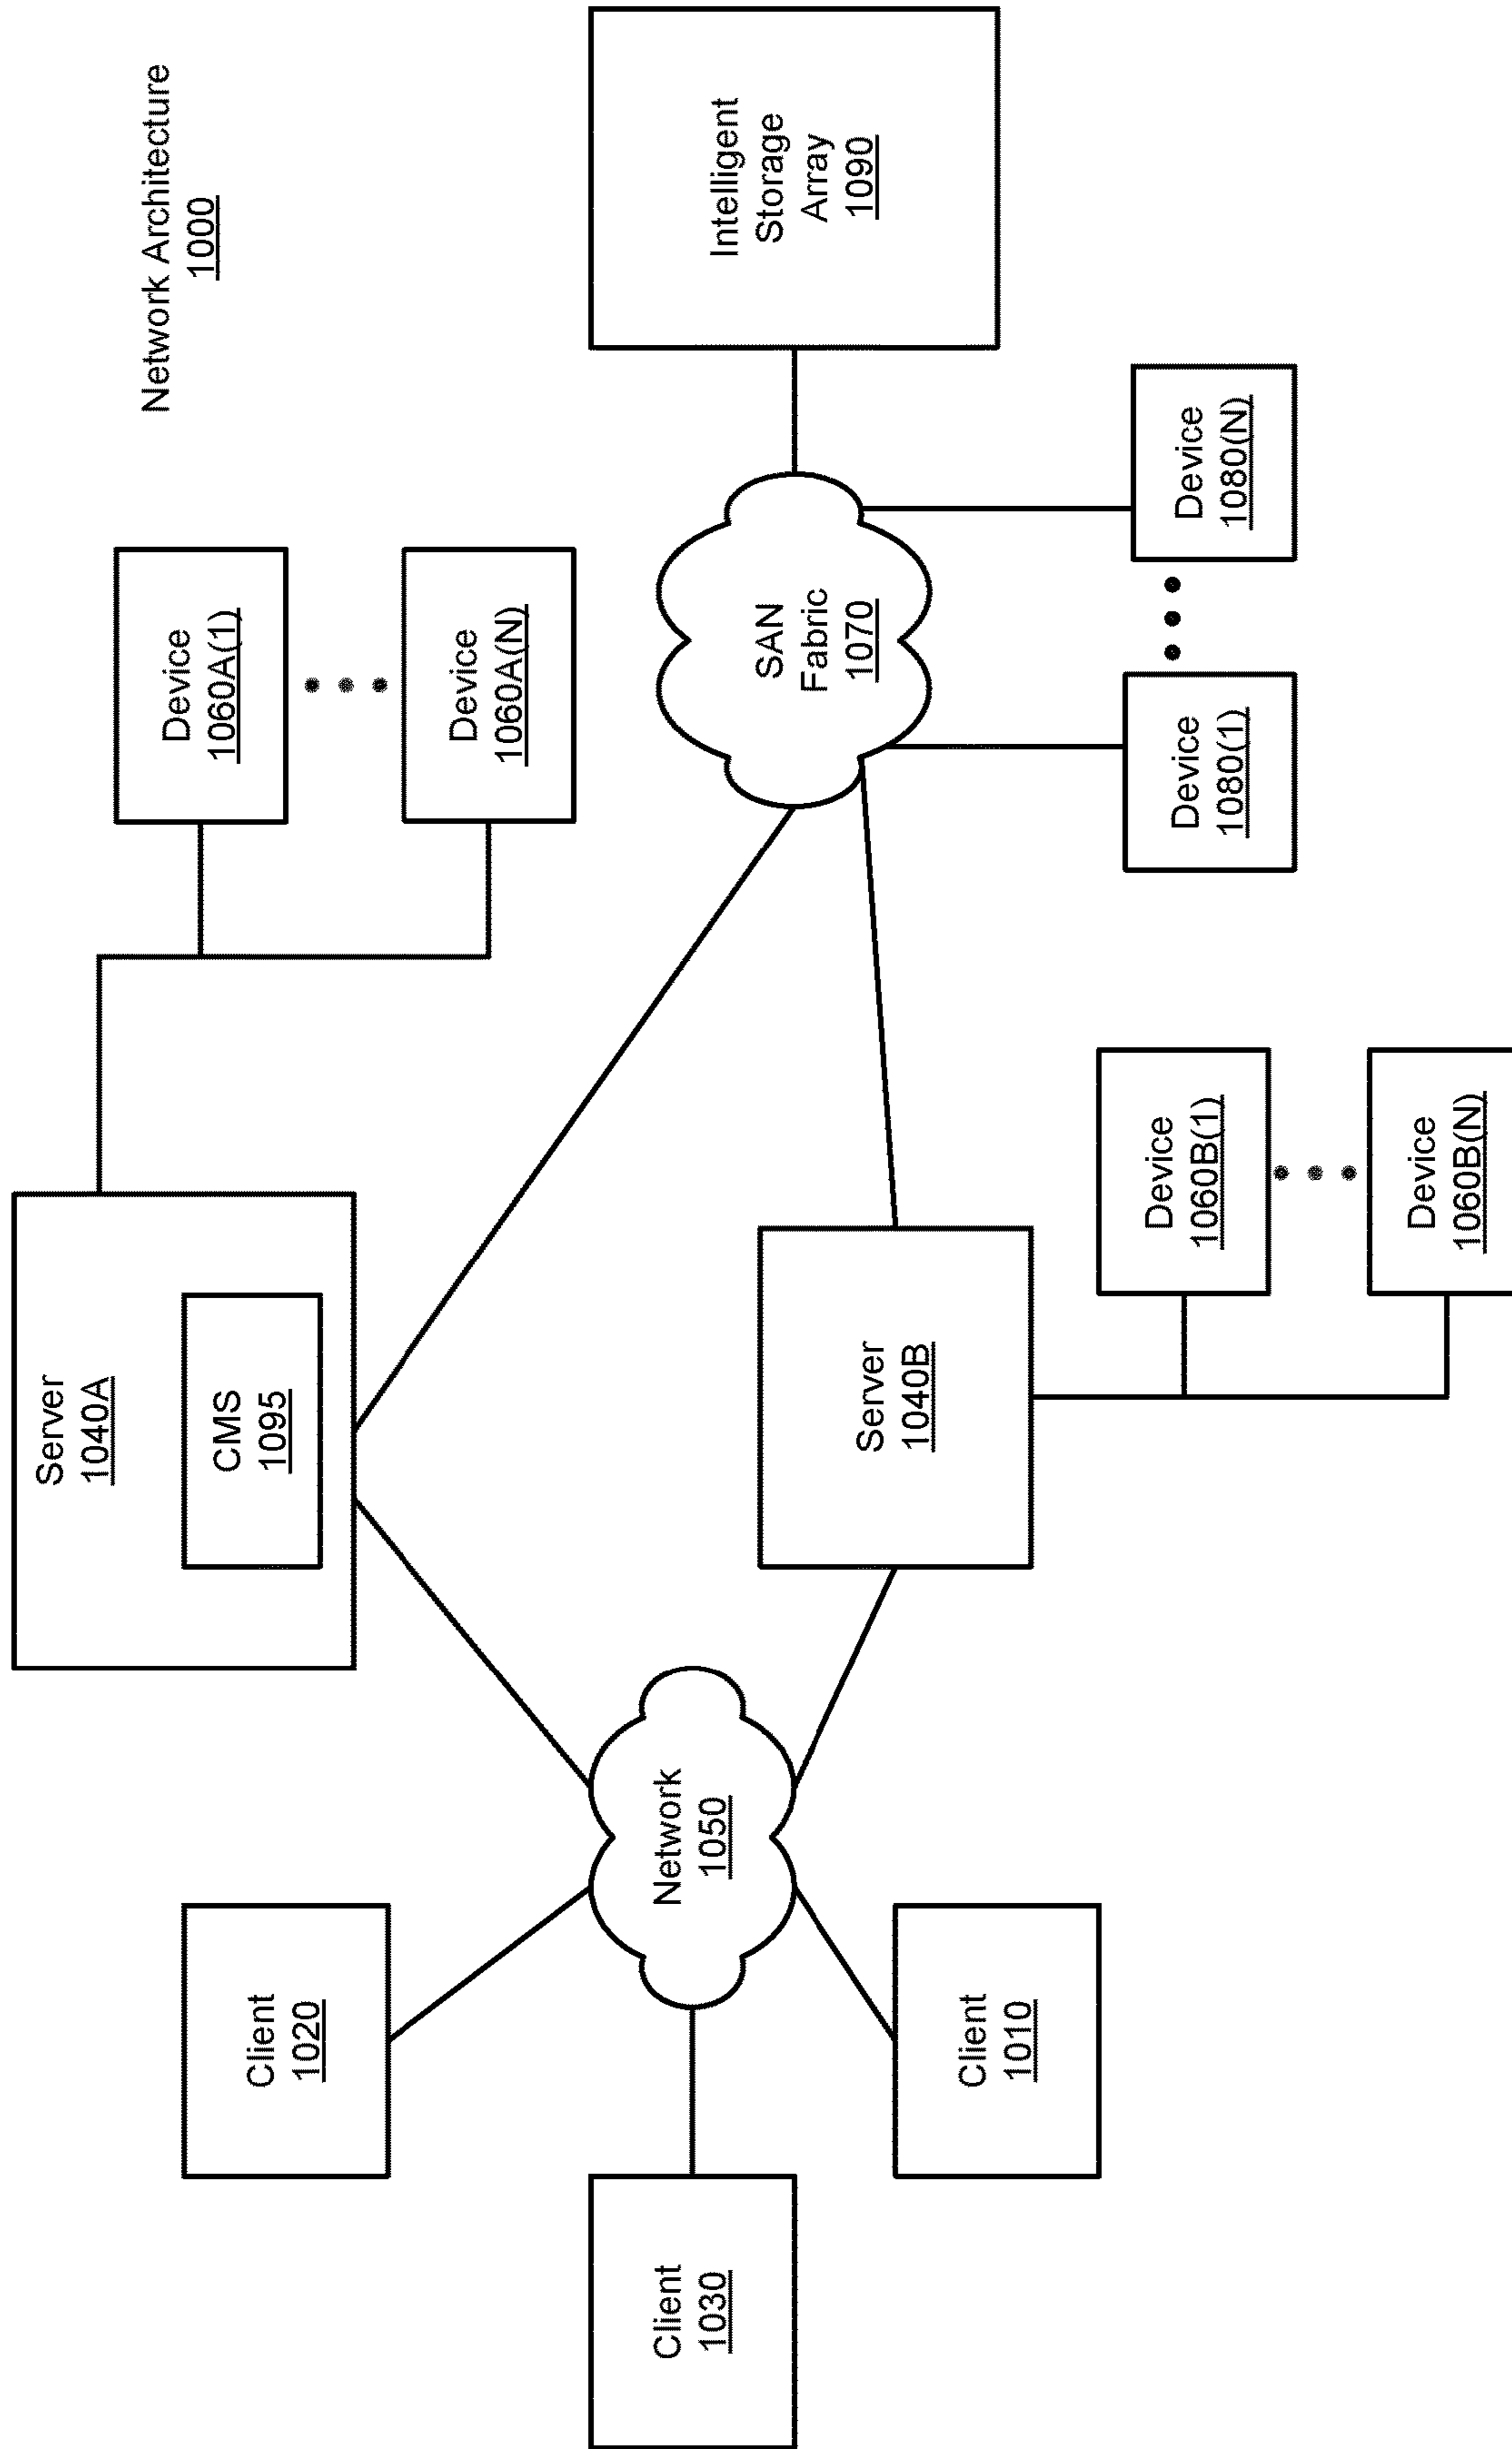 Network Architecture
1000
Server
1040A
CMS
1095
Device
1060A(1)
Device
1060A(N)
Client
1020
Client
1030
Network
1050
Client
1010
Server
1040B
Device
1060B(1)
Device
1060B(N)
SAN
Fabric
1070
Intelligent
Storage
Array
1090
Device
1080(1)
Device
1080(N)